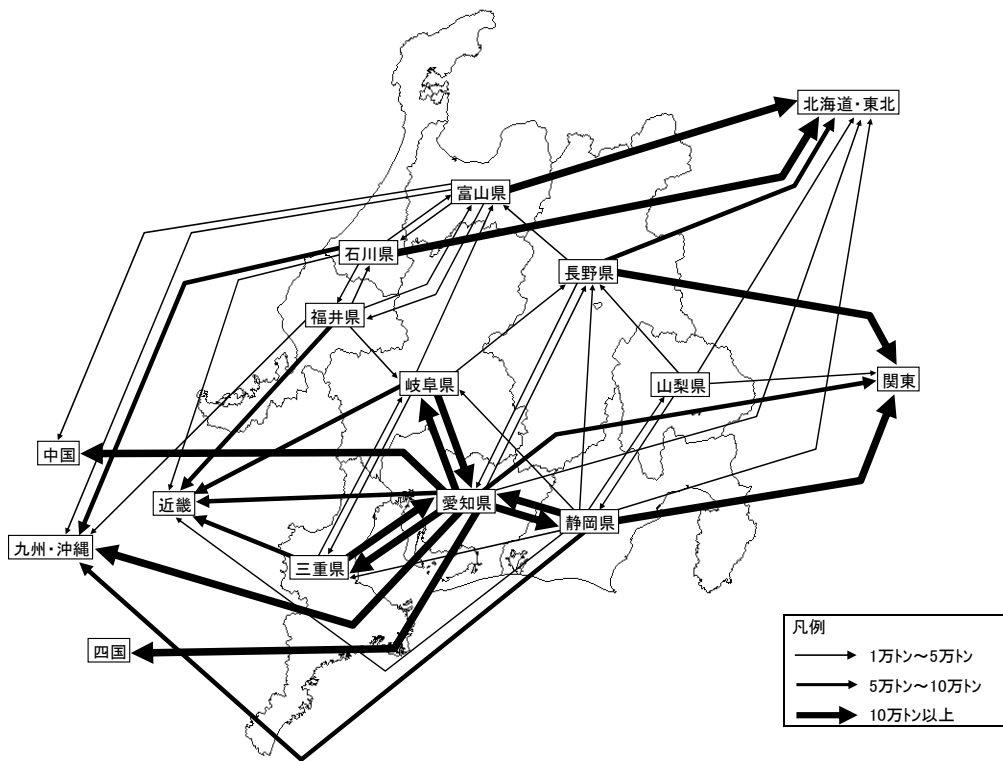 北海道・東北
富山県
石川県
長野県
福井県
岐阜県
山梨県
関東
中国
近畿
愛知県
静岡県
九州・沖縄
三重県
四国
凡例
1万トン～5万トン
5万トン～10万トン
10万トン以上